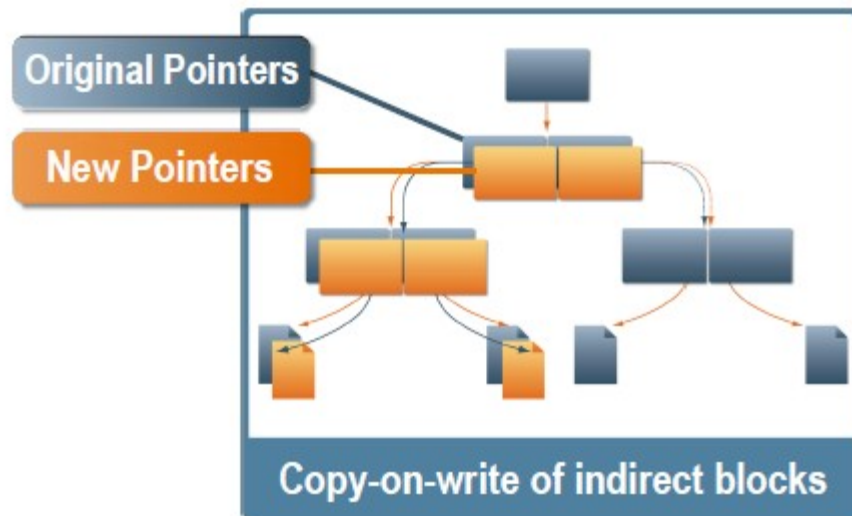 Original Pointers
New Pointers
Copy-on-write of indirect blocks